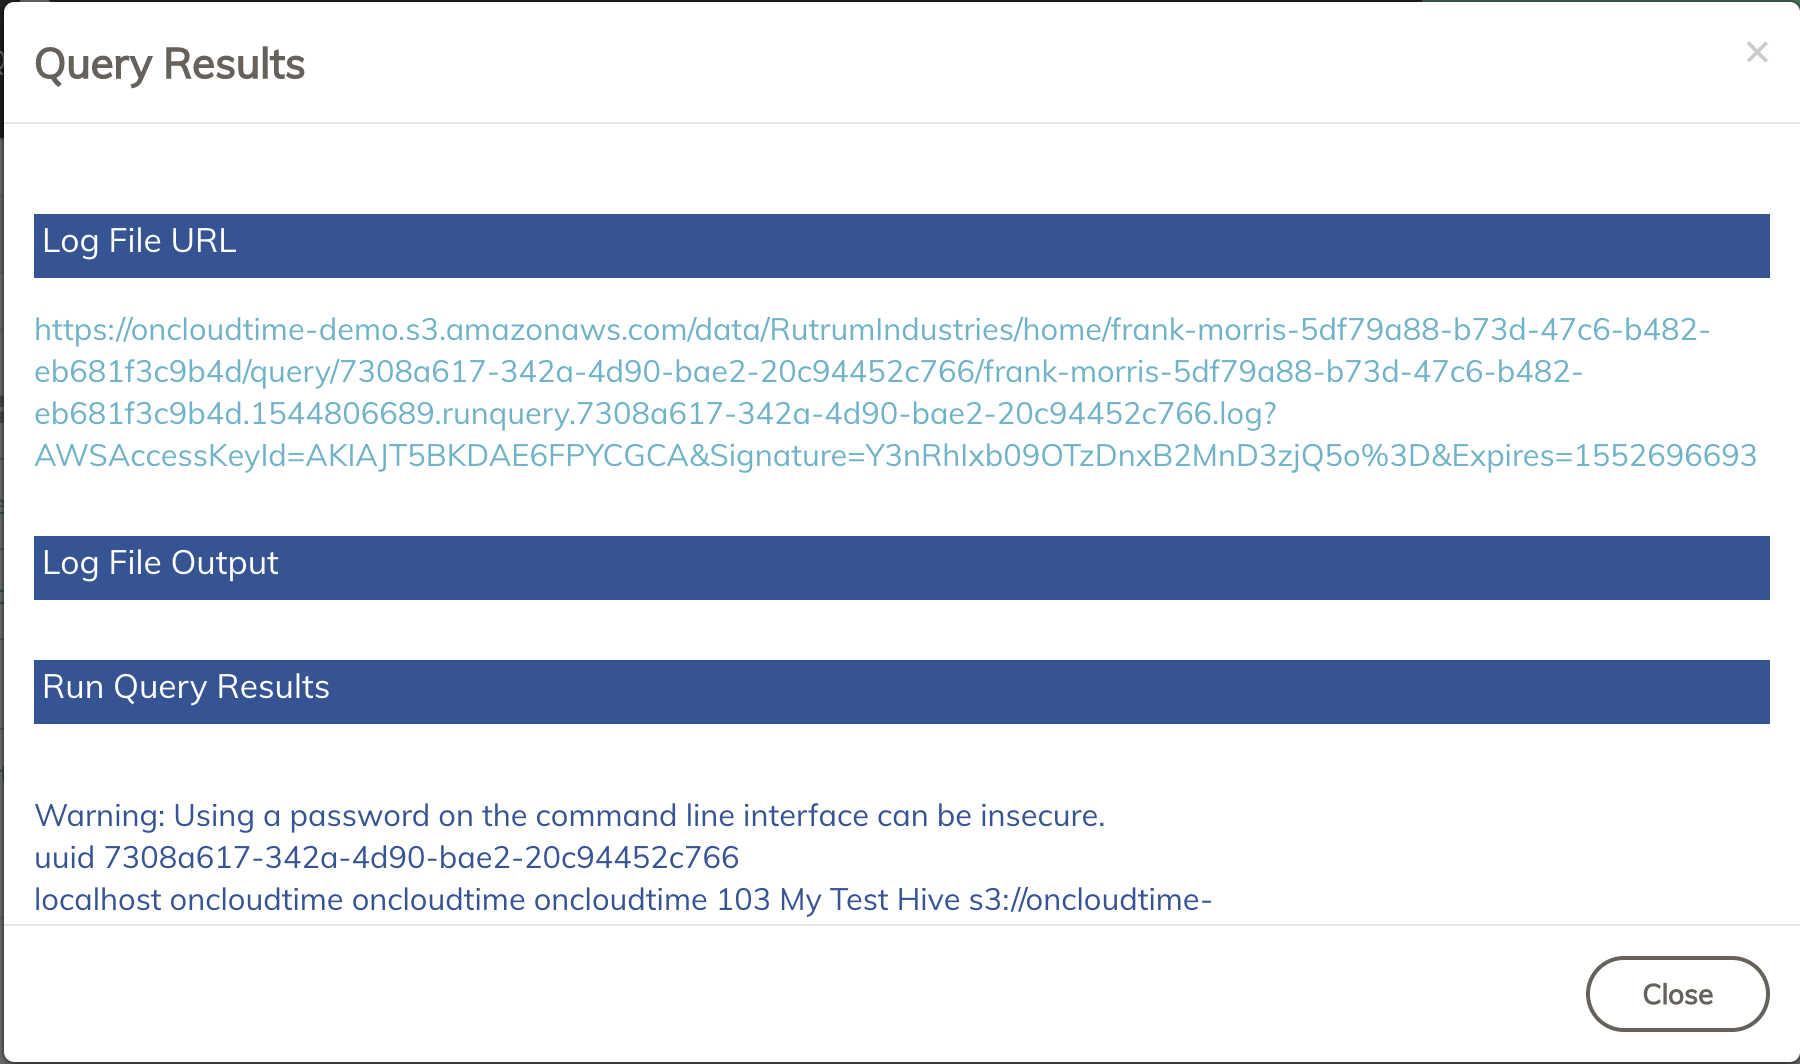 Query Results
×
Log File URL
https://oncloudtime-demo.s3.amazonaws.com/data/RutrumIndustries/home/frank-morris-5df79a88-b73d-47c6-b482-
eb681f3c9b4d/query/7308a617-342a-4d90-bae2-20c94452c766/frank-morris-5df79a88-b73d-47c6-b482-
eb681f3c9b4d.1544806689.runquery.7308a617-342a-4d90-bae2-20c94452c766.log?
AWSAccessKeyId=AKIAJT5BKDAE6FPYCGCA&Signature=Y3nRhIxb09OTzDnxB2MnD3zjQ5o%3D&Expires=1552696693
Log File Output
Run Query Results
Warning: Using a password on the command line interface can be insecure.
uuid 7308a617-342a-4d90-bae2-20c94452c766
localhost oncloudtime oncloudtime oncloudtime 103 My Test Hive s3://oncloudtime-
Close